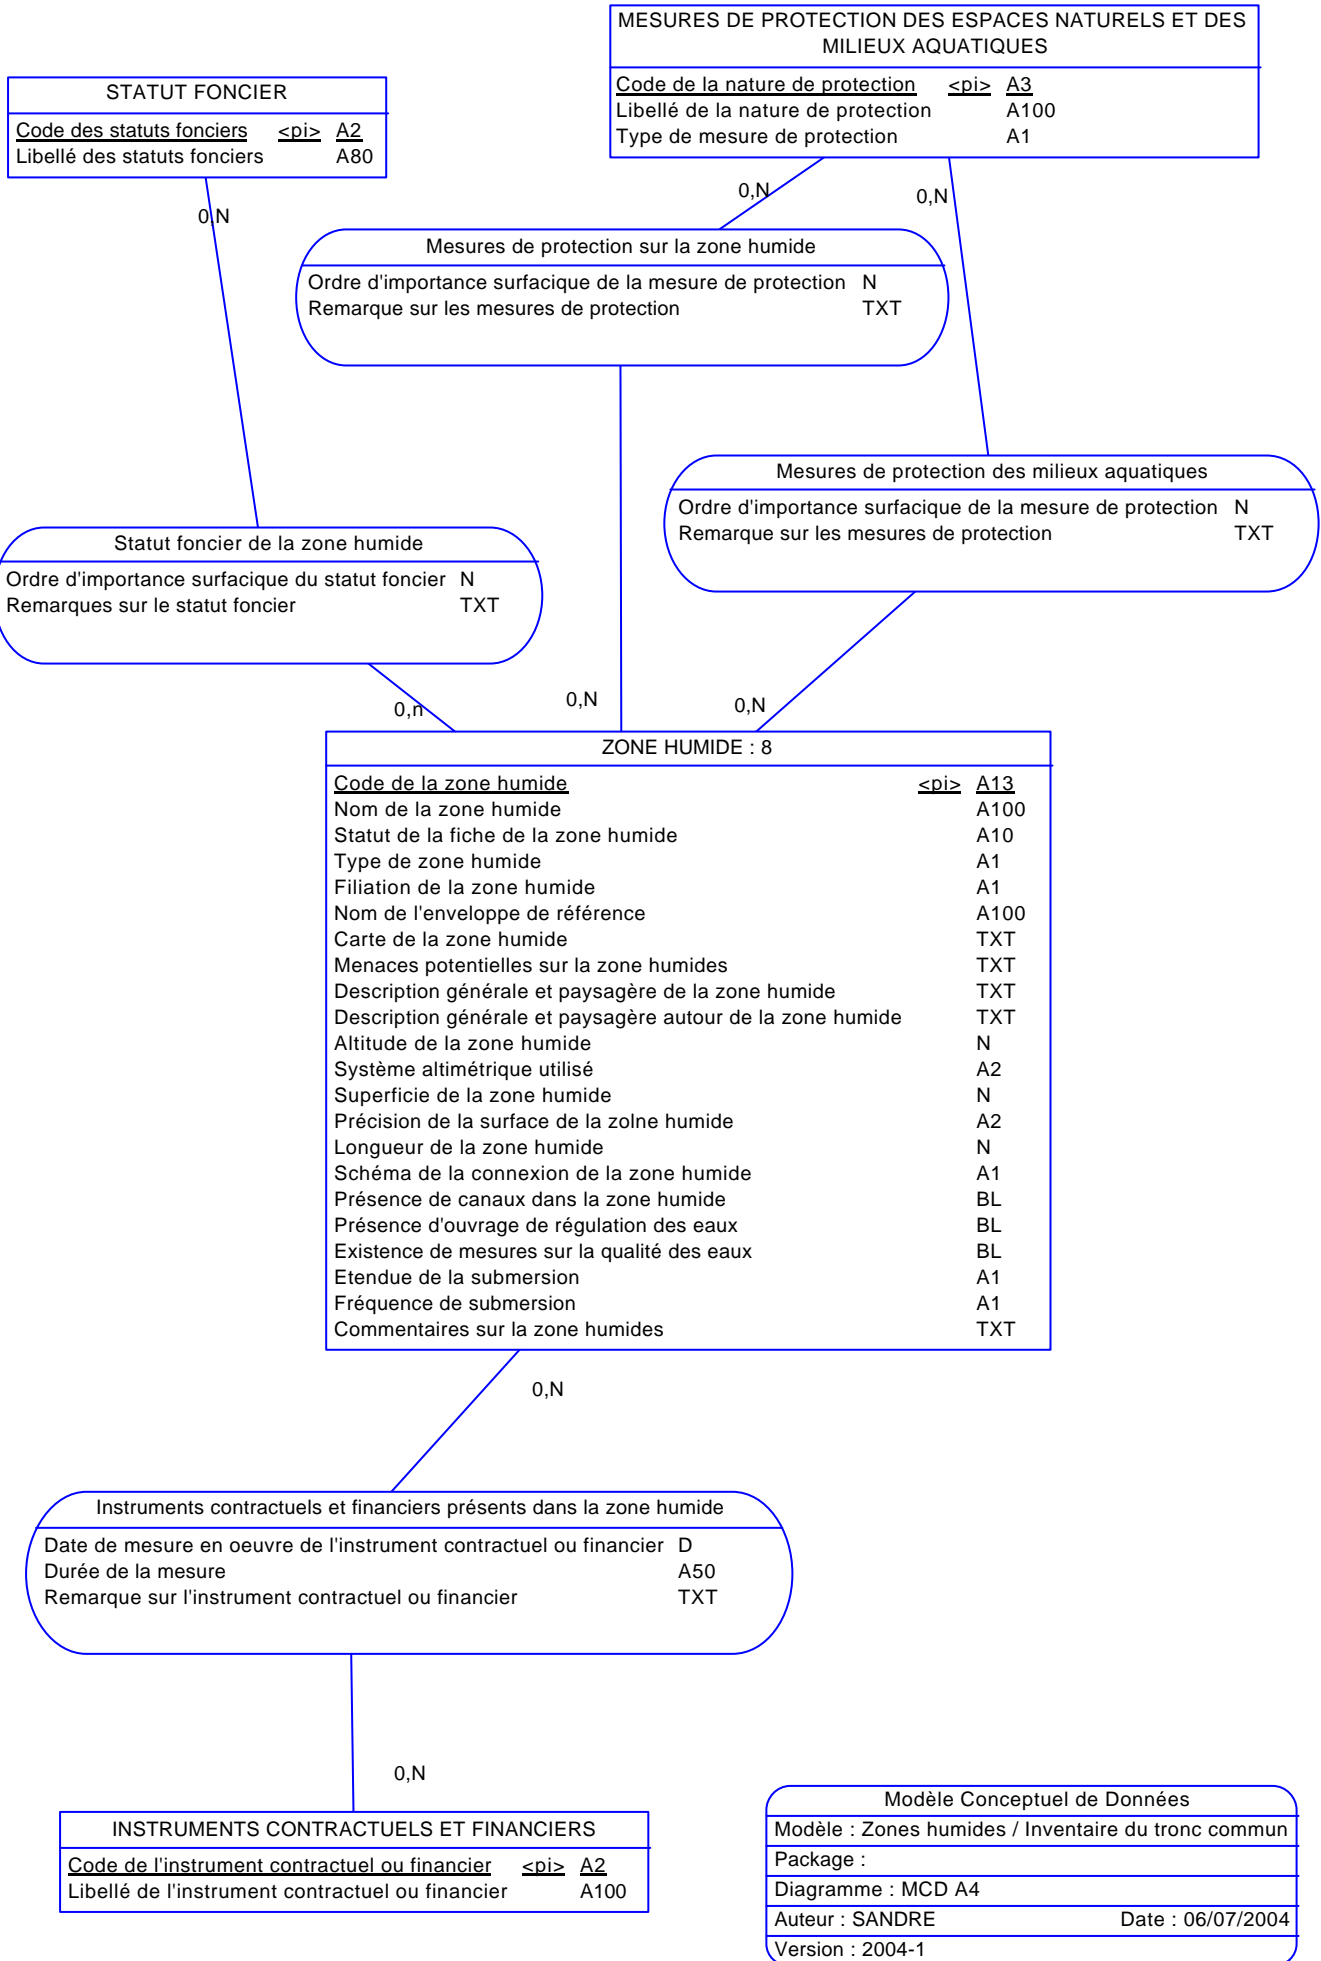 MESURES DE PROTECTION DES ESPACES NATURELS ET DES
MILIEUX AQUATIQUES
Code de la nature de protection <pi> A3
Libellé de la nature de protection A100
Type de mesure de protection A1
STATUT FONCIER
Code des statuts fonciers <pi> A2
Libellé des statuts fonciers A80
0,N
0,N
0,N
Mesures de protection sur la zone humide
Ordre d'importance surfacique de la mesure de protection N
Remarque sur les mesures de protection TXT
Mesures de protection des milieux aquatiques
Ordre d'importance surfacique de la mesure de protection N
Remarque sur les mesures de protection TXT
Statut foncier de la zone humide
Ordre d'importance surfacique du statut foncier N
Remarques sur le statut foncier TXT
0,n
0,N
0,N
ZONE HUMIDE : 8
Code de la zone humide <pi> A13
Nom de la zone humide A100
Statut de la fiche de la zone humide A10
Type de zone humide A1
Filiation de la zone humide A1
Nom de l'enveloppe de référence A100
Carte de la zone humide TXT
Menaces potentielles sur la zone humides TXT
Description générale et paysagère de la zone humide TXT
Description générale et paysagère autour de la zone humide TXT
Altitude de la zone humide N
Système altimétrique utilisé A2
Superficie de la zone humide N
Précision de la surface de la zolne humide A2
Longueur de la zone humide N
Schéma de la connexion de la zone humide A1
Présence de canaux dans la zone humide BL
Présence d'ouvrage de régulation des eaux BL
Existence de mesures sur la qualité des eaux BL
Etendue de la submersion A1
Fréquence de submersion A1
Commentaires sur la zone humides TXT
0,N
Instruments contractuels et financiers présents dans la zone humide
Date de mesure en oeuvre de l'instrument contractuel ou financier D
Durée de la mesure A50
Remarque sur l'instrument contractuel ou financier TXT
0,N
INSTRUMENTS CONTRACTUELS ET FINANCIERS
Code de l'instrument contractuel ou financier <pi> A2
Libellé de l'instrument contractuel ou financier A100
Modèle Conceptuel de Données
Modèle : Zones humides / Inventaire du tronc commun
Package :
Diagramme : MCD A4
Auteur : SANDRE Date : 06/07/2004
Version : 2004-1